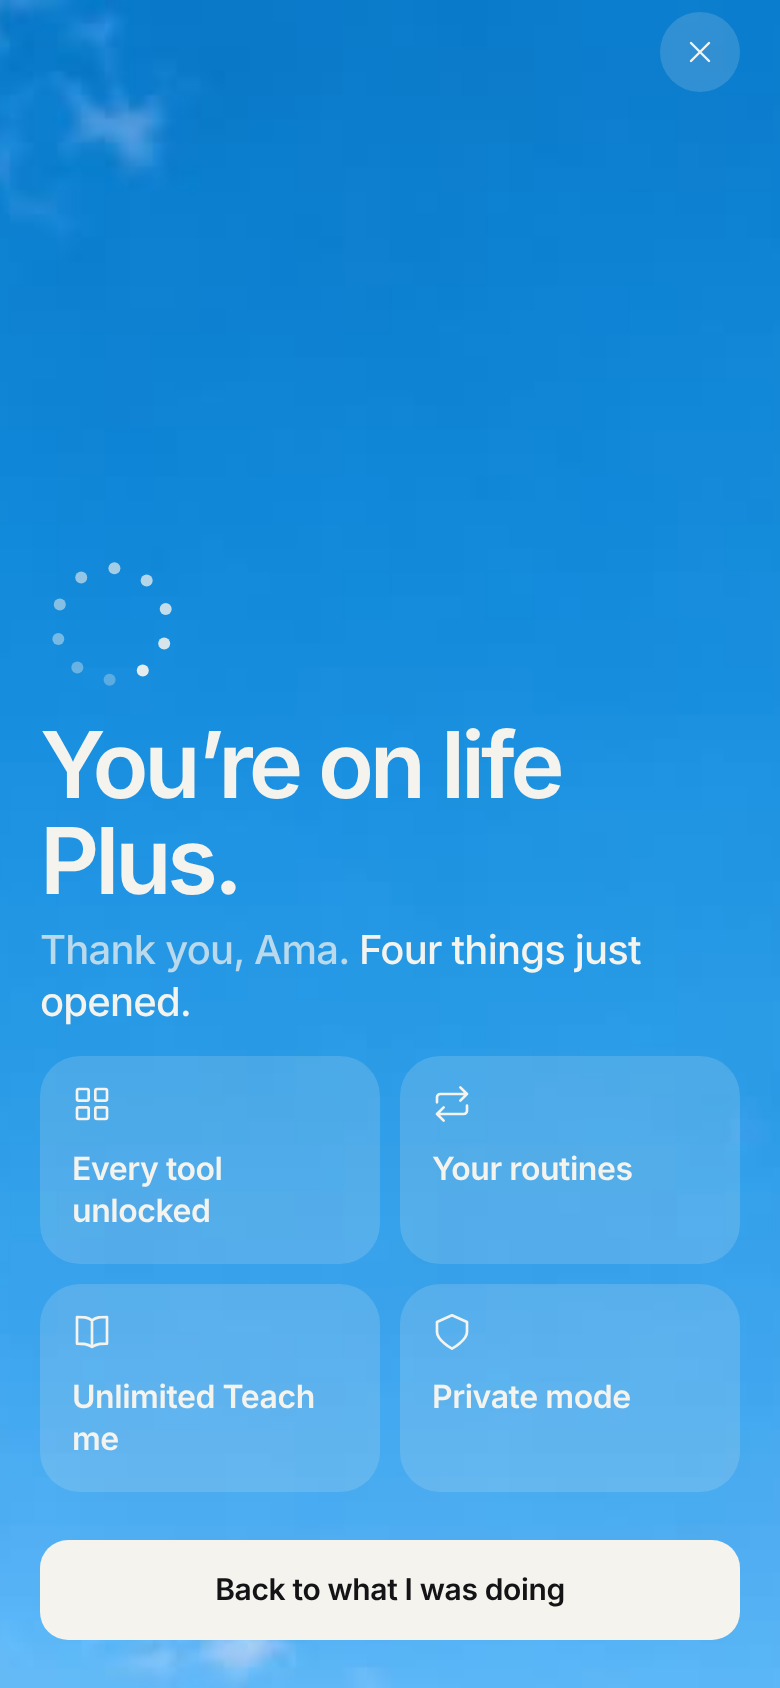 You’re on life
Plus.
Thank you, Ama. Four things just
opened.
Every tool
unlocked
Your routines
Unlimited Teach
me
Private mode
Back to what I was doing